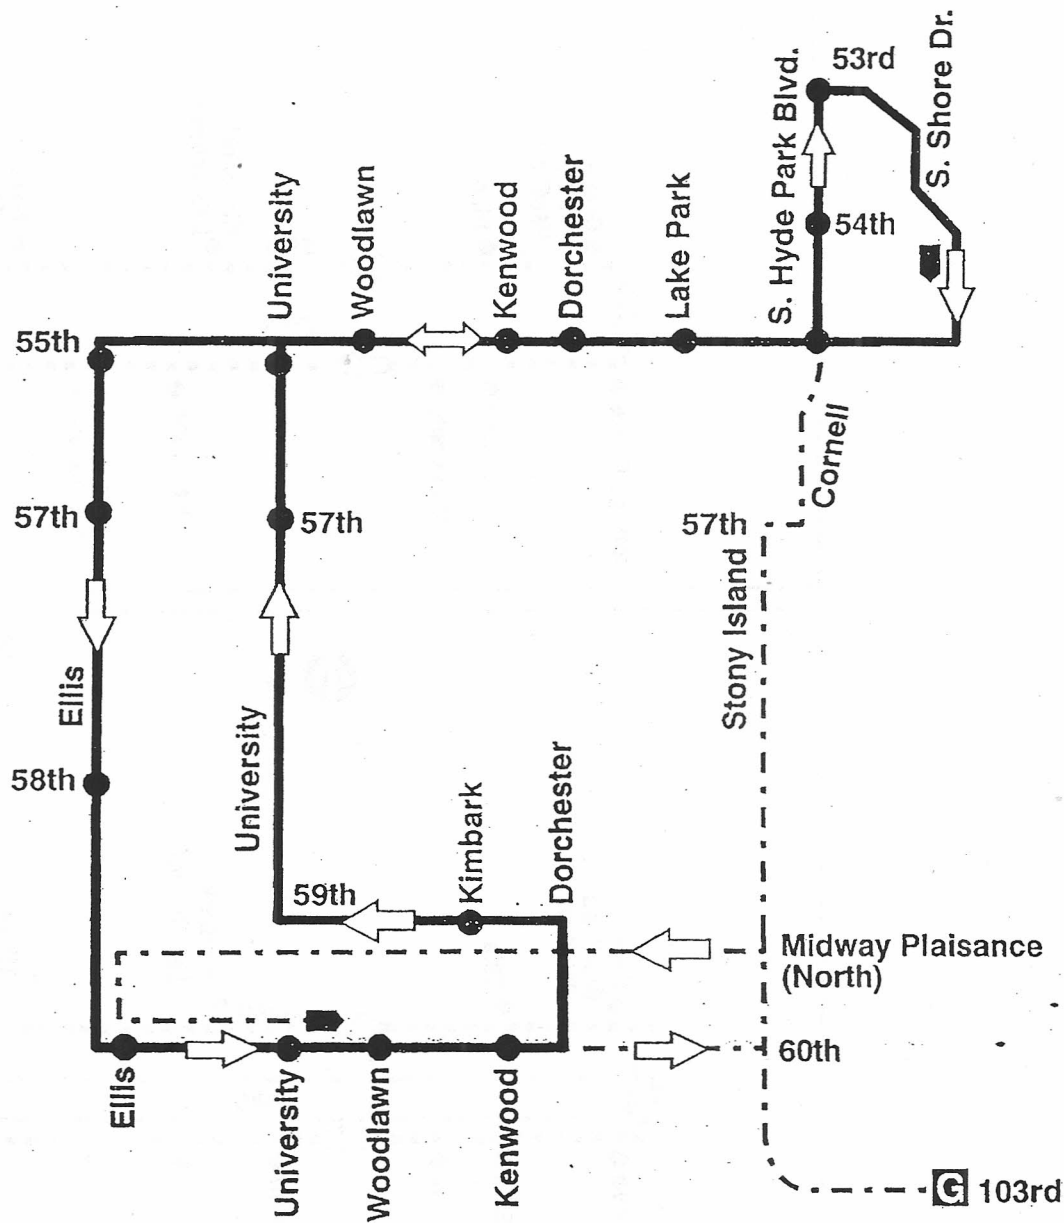 53rd
S. Hyde Park Blvd.
S. Shore Dr.
54th
University
Woodlawn
Kenwood
Dorchester
Lake Park
55th
Cornell
57th
57th
57th
Stony Island
Ellis
University
58th
Kimbark
Dorchester
59th
Midway Plaisance
(North)
60th
Ellis
University
Woodlawn
Kenwood
G 103rd